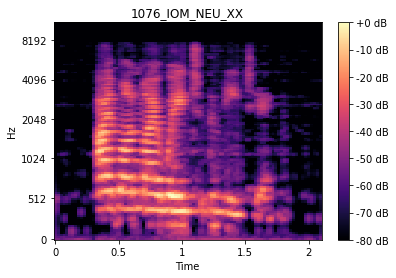 1076_IOM_NEU_XX
Hz
8192
4096
2048
1024
512
0
0
0.5
1
1.5
2
Time
+0 dB
-10 dB
-20 dB
-30 dB
-40 dB
-50 dB
-60 dB
-70 dB
-80 dB